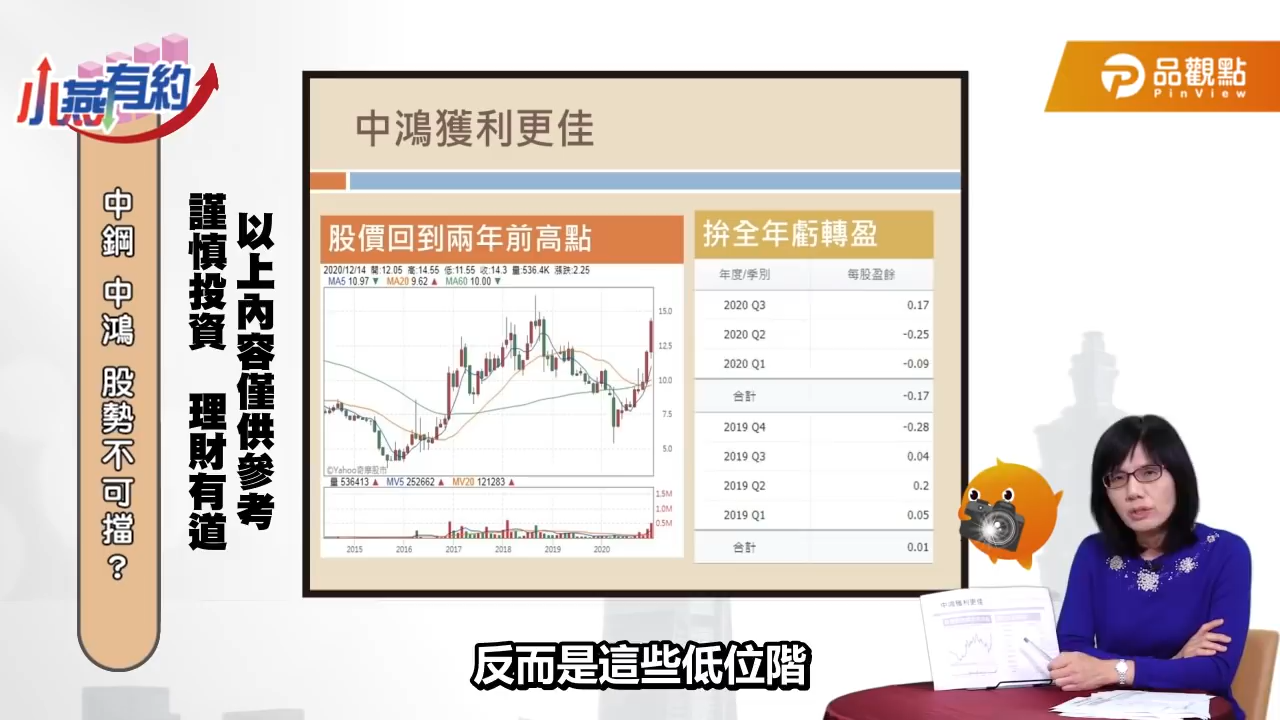 小燕有約
品觀點
PinView
中鋼 中鴻 股勢不可擋？
以上內容僅供參考
謹慎投資 理財有道
中鴻獲利更佳
股價回到兩年前高點
2020/12/14 開:12.05 高:14.55 低:11.55 收:14.3 量:536.4K 漲跌:2.25
MA5 10.97 ▼ MA20 9.62 ▲ MA60 10.00 ▼
15.0
12.5
10.0
7.5
5.0
©Yahoo奇摩股市
量 536413 ▲ MV5 252662 ▲ MV20 121283 ▲
1.5M
1.0M
0.5M
2015 2016 2017 2018 2019 2020
拚全年虧轉盈
年度/季別 每股盈餘
2020 Q3 0.17
2020 Q2 -0.25
2020 Q1 -0.09
合計 -0.17
2019 Q4 -0.28
2019 Q3 0.04
2019 Q2 0.2
2019 Q1 0.05
合計 0.01
中鴻獲利更佳
反而是這些低位階